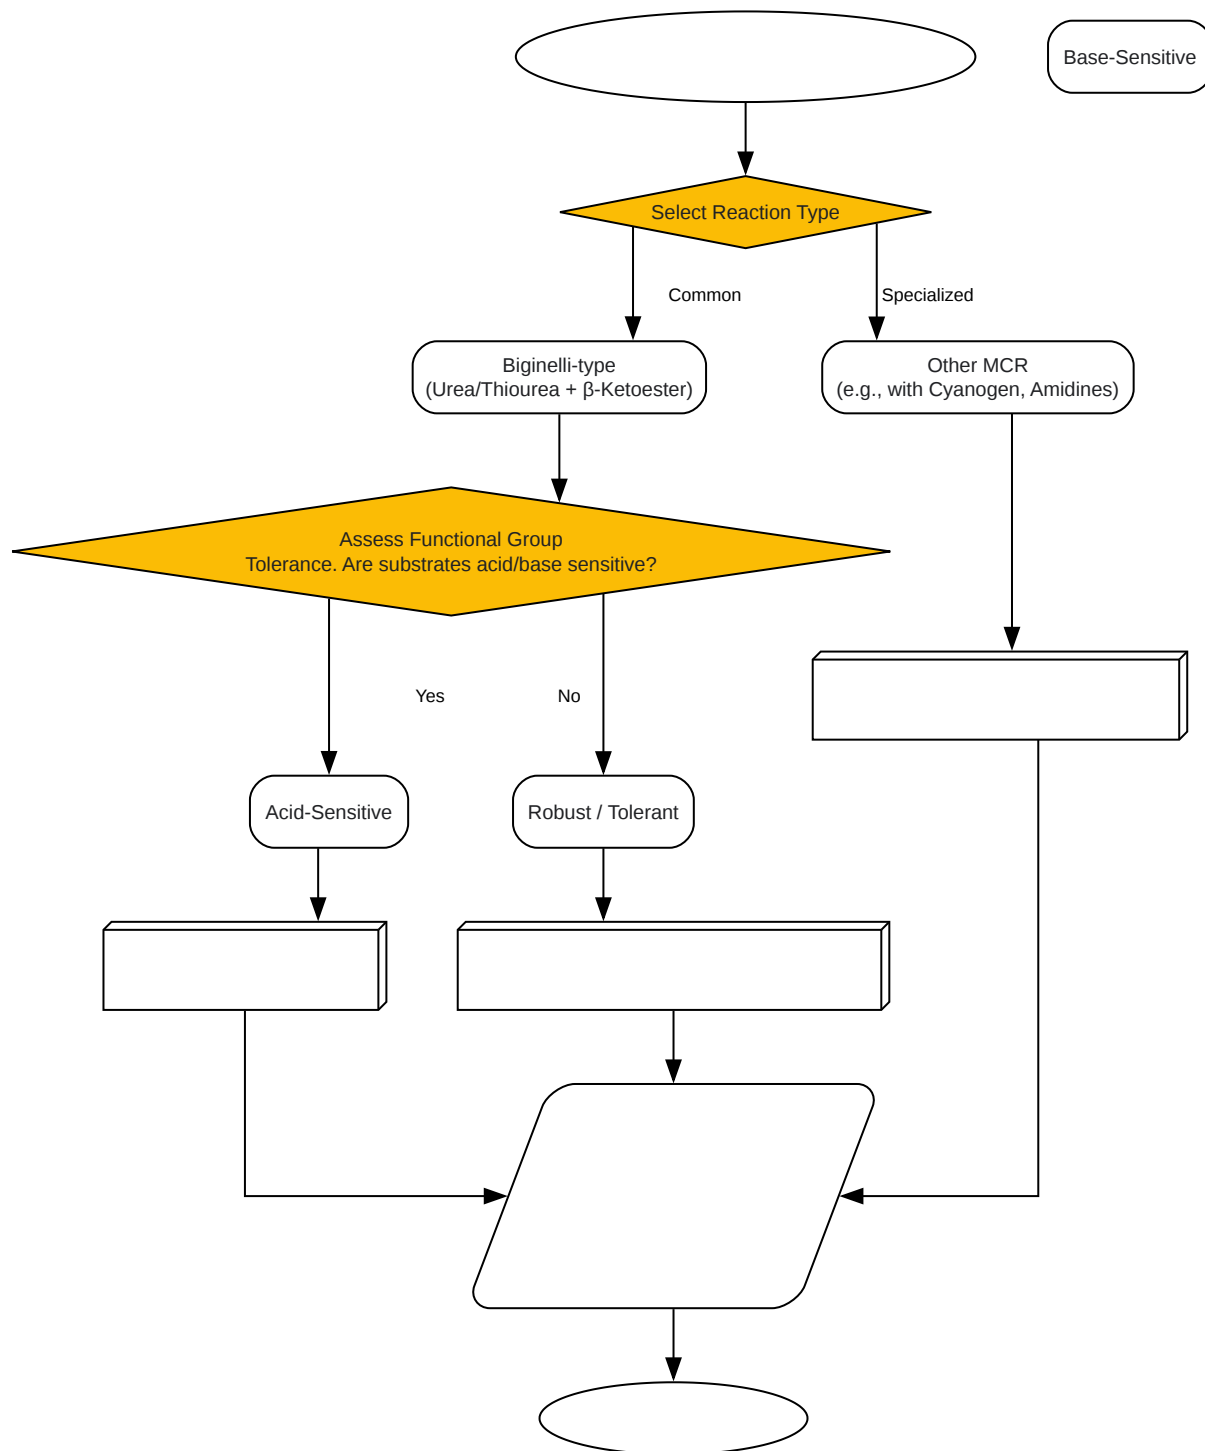 Base-Sensitive
Select Reaction Type
Common
Specialized
Biginelli-type
(Urea/Thiourea + β-Ketoester)
Other MCR
(e.g., with Cyanogen, Amidines)
Assess Functional Group
Tolerance. Are substrates acid/base sensitive?
Yes
No
Acid-Sensitive
Robust / Tolerant